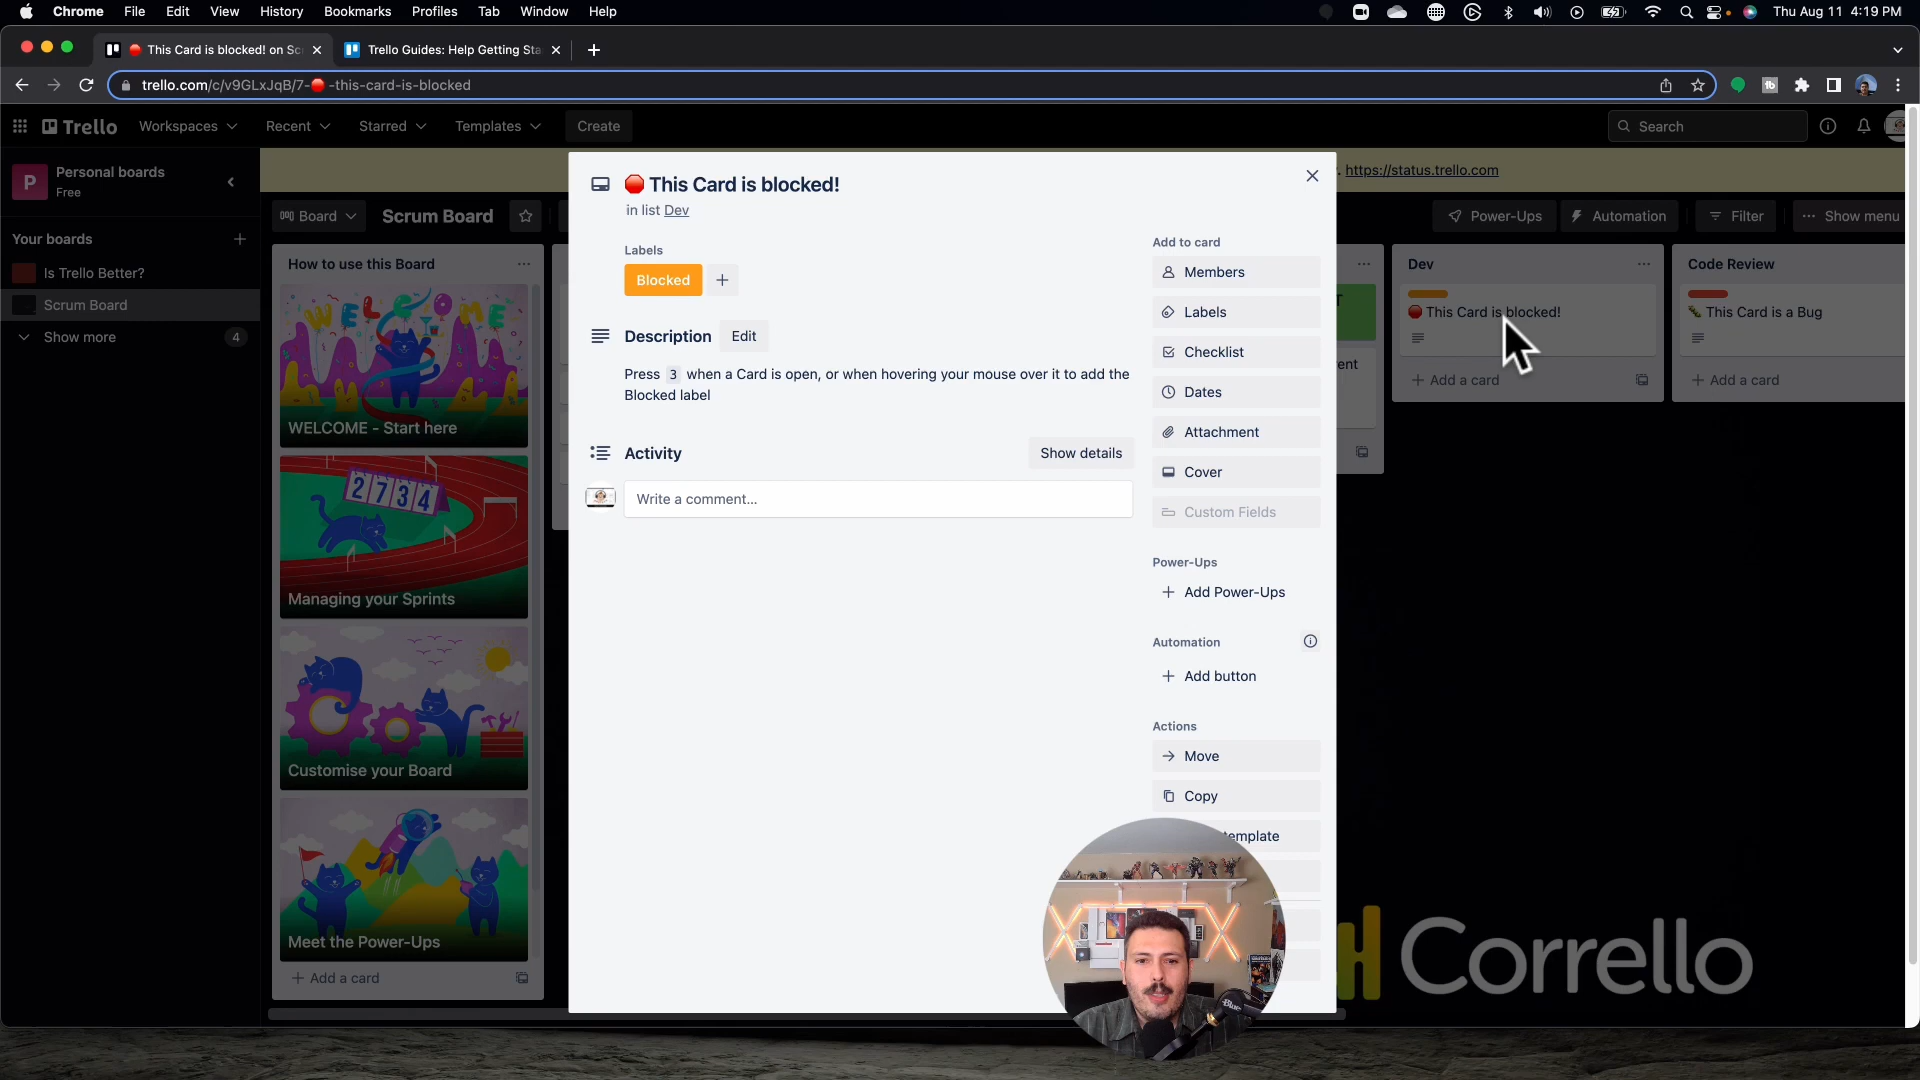 Chrome File Edit View History Bookmarks Profiles Tab Window Help
Thu Aug 11 4:19 PM
This Card is blocked! on Sc
Trello Guides: Help Getting Sta
trello.com/c/v9GLxJqB/7-🛑-this-card-is-blocked
Trello Workspaces Recent Starred Templates Create
Search
P
Personal boards
Free
https://status.trello.com
Board
Scrum Board
Power-Ups
Automation
Filter
Show menu
Your boards
Is Trello Better?
Scrum Board
Show more
4
How to use this Board
WELCOME
WELCOME - Start here
2734
Managing your Sprints
Customise your Board
Meet the Power-Ups
+ Add a card
🛑 This Card is blocked!
in list Dev
Labels
Blocked
+
Description
Edit
Press 3 when a Card is open, or when hovering your mouse over it to add the
Blocked label
Activity
Show details
Write a comment...
Add to card
Members
Labels
Checklist
Dates
Attachment
Cover
Custom Fields
Power-Ups
+ Add Power-Ups
Automation
+ Add button
Actions
Move
Copy
template
Dev
🛑 This Card is blocked!
+ Add a card
Code Review
🐛 This Card is a Bug
+ Add a card
Corrello